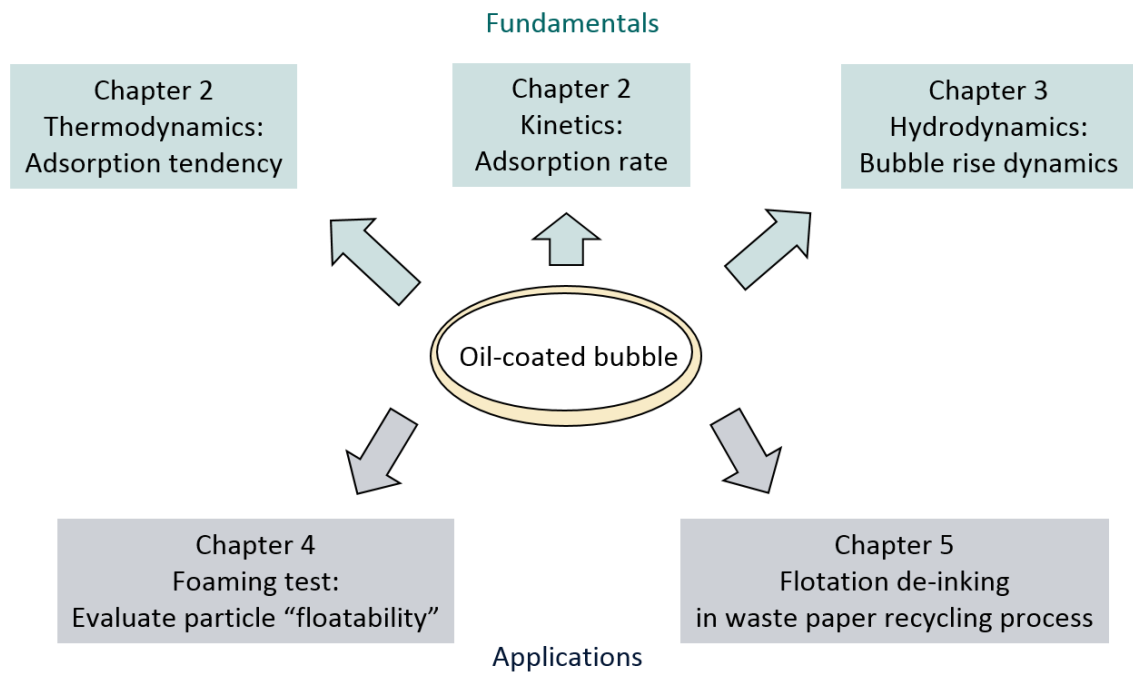 Fundamentals
Chapter 2
Thermodynamics:
Adsorption tendency
Chapter 2
Kinetics:
Adsorption rate
Chapter 3
Hydrodynamics:
Bubble rise dynamics
Oil-coated bubble
Chapter 4
Foaming test:
Evaluate particle “floatability”
Chapter 5
Flotation de-inking
in waste paper recycling process
Applications